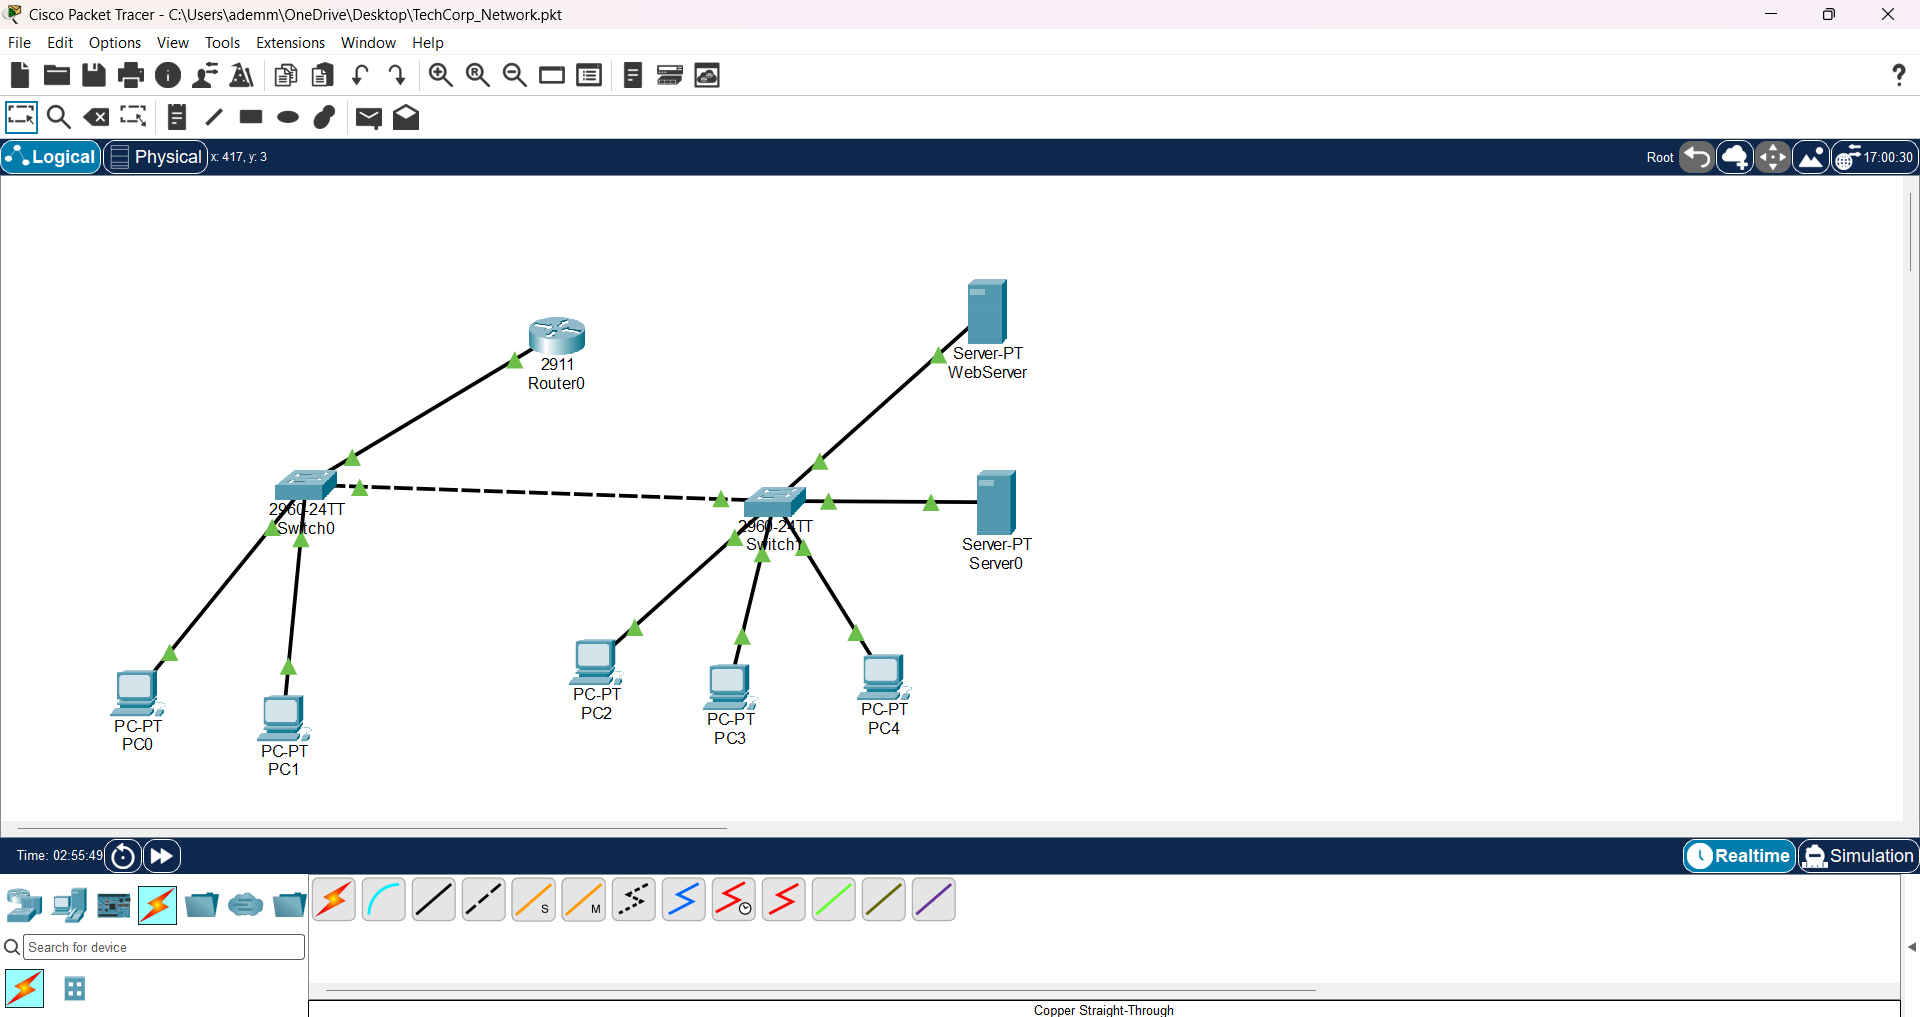 Cisco Packet Tracer - C:\Users\ademm\OneDrive\Desktop\TechCorp_Network.pkt
File Edit Options View Tools Extensions Window Help
Logical Physical x: 417, y: 3 Root 17:00:30
Server-PT
WebServer
2911
Router0
2960-24TT
Switch0
2960-24TT
Switch1
Server-PT
Server0
PC-PT
PC0
PC-PT
PC1
PC-PT
PC2
PC-PT
PC3
PC-PT
PC4
Time: 02:55:49 Realtime Simulation
S
M
Search for device
Copper Straight-Through